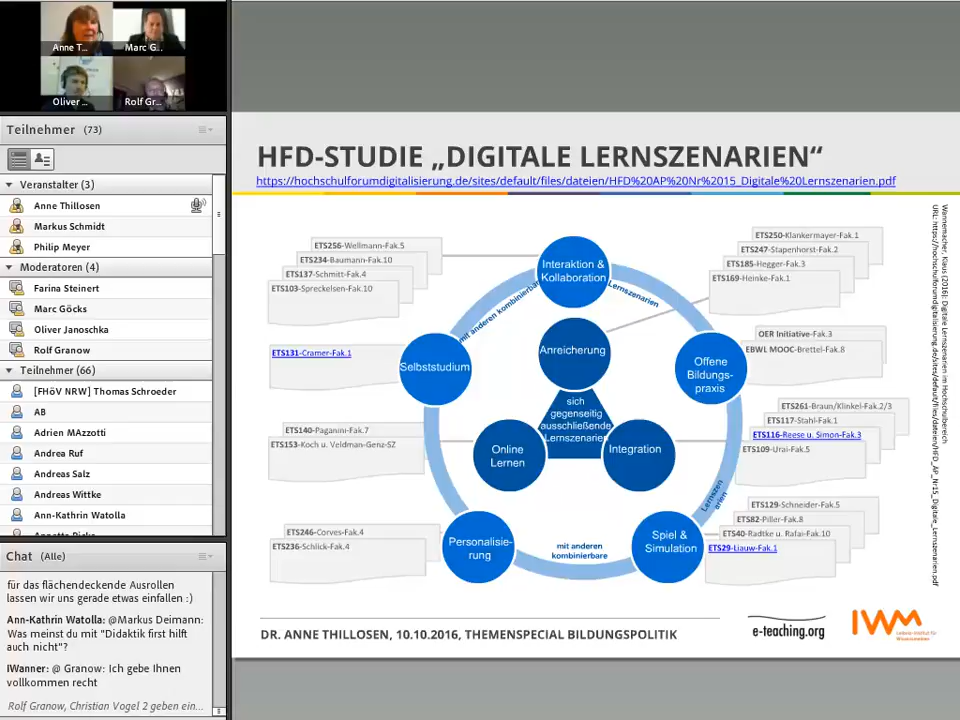 Anne T...
Marc G...
Oliver ...
Rolf Gr...
Teilnehmer (73)
Veranstalter (3)
Anne Thillosen
Markus Schmidt
Philip Meyer
Moderatoren (4)
Farina Steinert
Marc Göcks
Oliver Janoschka
Rolf Granow
Teilnehmer (66)
[FHöV NRW] Thomas Schroeder
AB
Adrien MAzzotti
Andrea Ruf
Andreas Salz
Andreas Wittke
Ann-Kathrin Watolla
Chat (Alle)
für das flächendeckende Ausrollen
lassen wir uns gerade etwas einfallen :)
Ann-Kathrin Watolla: @Markus Deimann:
Was meinst du mit "Didaktik first hilft
auch nicht"?
IWanner: @ Granow: Ich gebe Ihnen
vollkommen recht
Rolf Granow, Christian Vogel 2 geben ein...
HFD-STUDIE „DIGITALE LERNSZENARIEN“
https://hochschulforumdigitalisierung.de/sites/default/files/dateien/HFD%20AP%20Nr%2015_Digitale%20Lernszenarien.pdf
ETS256-Wellmann-Fak.5
ETS234-Baumann-Fak.10
ETS137-Schmitt-Fak.4
ETS103-Spreckelsen-Fak.10
ETS131-Cramer-Fak.1
ETS140-Paganini-Fak.7
ETS153-Koch u. Veldman-Genz-SZ
ETS246-Corves-Fak.4
ETS236-Schlick-Fak.4
Interaktion &
Kollaboration
mit anderen kombinierbar
Lernszenarien
Anreicherung
Selbststudium
Offene
Bildungs-
praxis
sich
gegenseitig
ausschließende
Lernszenarien
Online
Lernen
Integration
Personalisie-
rung
mit anderen
kombinierbare
Spiel &
Simulation
Lernszen
arien
ETS250-Klankermayer-Fak.1
ETS247-Stapenhorst-Fak.2
ETS185-Hegger-Fak.3
ETS169-Heinke-Fak.1
OER Initiative-Fak.3
EBWL MOOC-Brettel-Fak.8
ETS261-Braun/Klinkel-Fak.2/3
ETS117-Stahl-Fak.1
ETS116-Reese u. Simon-Fak.3
ETS109-Urai-Fak.5
ETS129-Schneider-Fak.5
ETS82-Piller-Fak.8
ETS40-Radtke u. Rafai-Fak.10
ETS29-Liauw-Fak.1
Wannemacher, Klaus (2016): Digitale Lernszenarien im Hochschulbereich
URL: https://hochschulforumdigitalisierung.de/sites/default/files/dateien/HFD_AP_Nr15_Digitale_Lernszenarien.pdf
DR. ANNE THILLOSEN, 10.10.2016, THEMENSPECIAL BILDUNGSPOLITIK
e-teaching.org
IWM